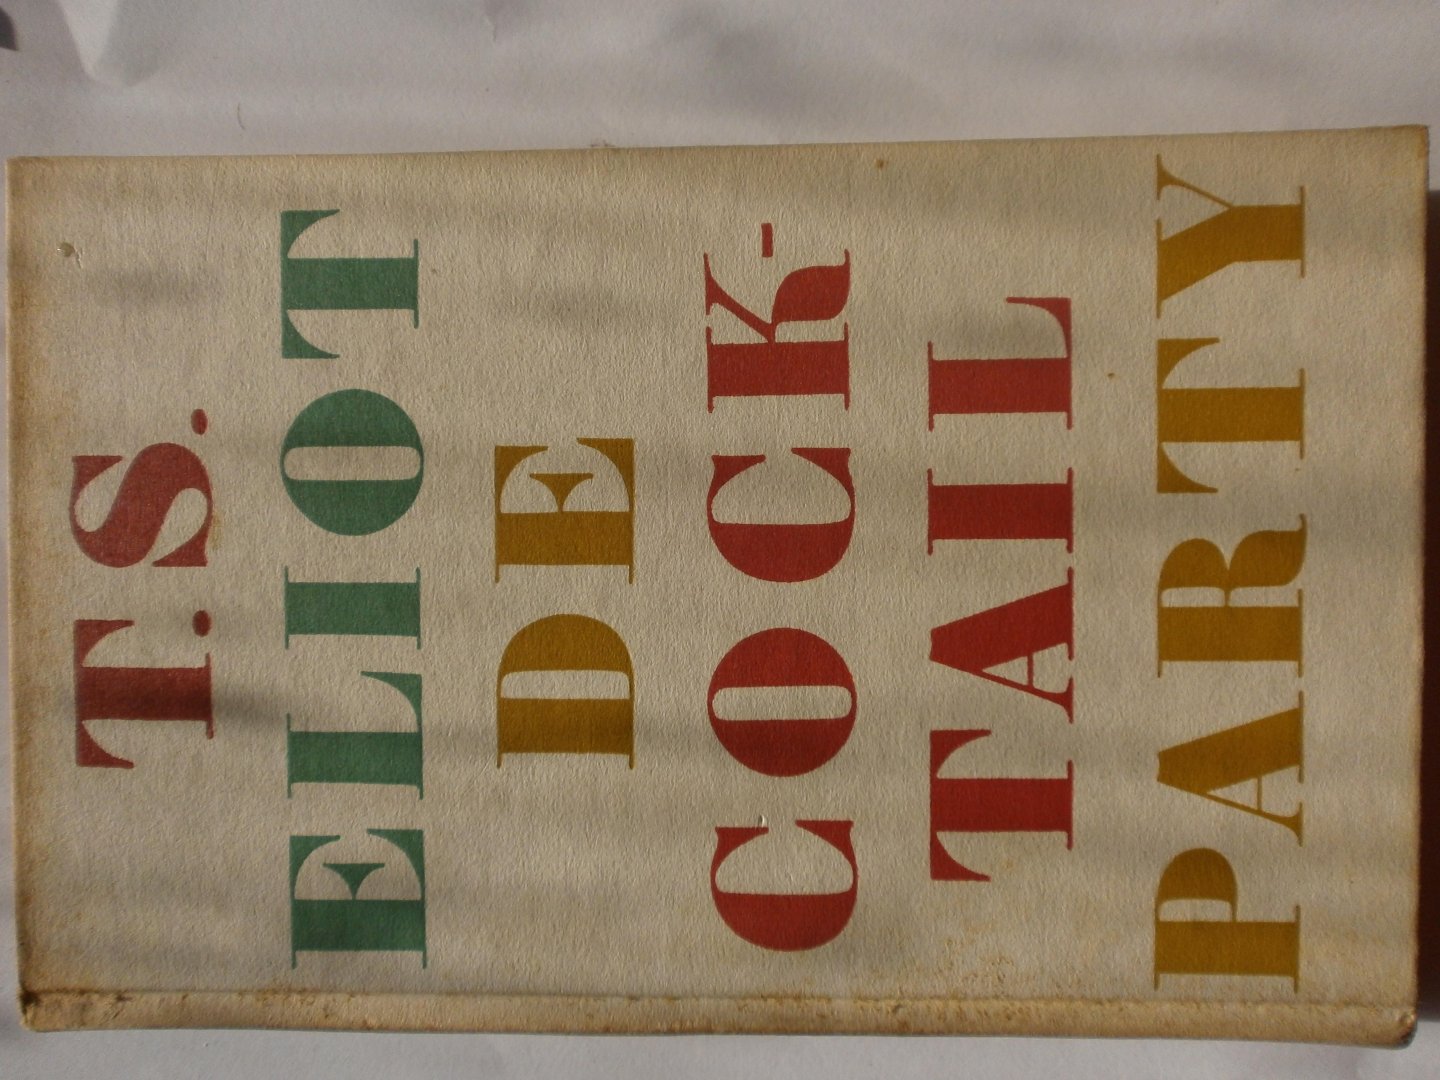 T.S.
ELIOT
DE
COCK-
TAIL
PARTY